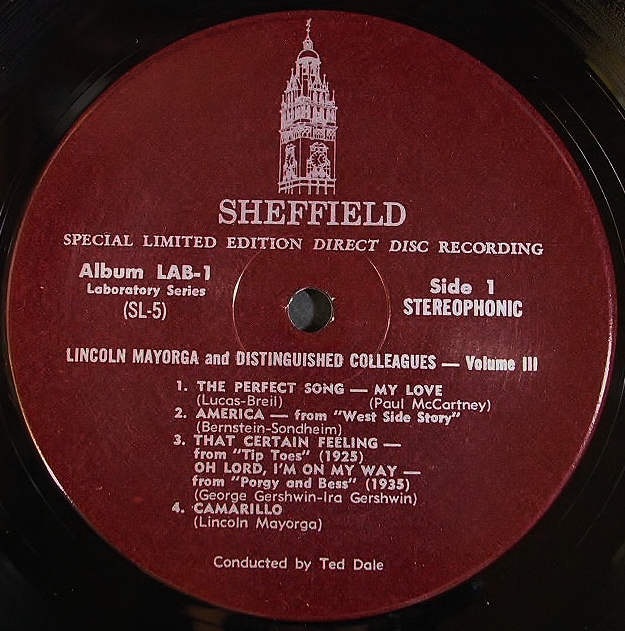 SHEFFIELD
SPECIAL LIMITED EDITION DIRECT DISC RECORDING
Album LAB-1
Laboratory Series
(SL-5)
Side 1
STEREOPHONIC
LINCOLN MAYORGA and DISTINGUISHED COLLEAGUES — Volume III
1. THE PERFECT SONG — MY LOVE
(Lucas-Breil) (Paul McCartney)
2. AMERICA — from "West Side Story"
(Bernstein-Sondheim)
3. THAT CERTAIN FEELING —
from "Tip Toes" (1925)
OH LORD, I'M ON MY WAY —
from "Porgy and Bess" (1935)
(George Gershwin-Ira Gershwin)
4. CAMARILLO
(Lincoln Mayorga)
Conducted by Ted Dale